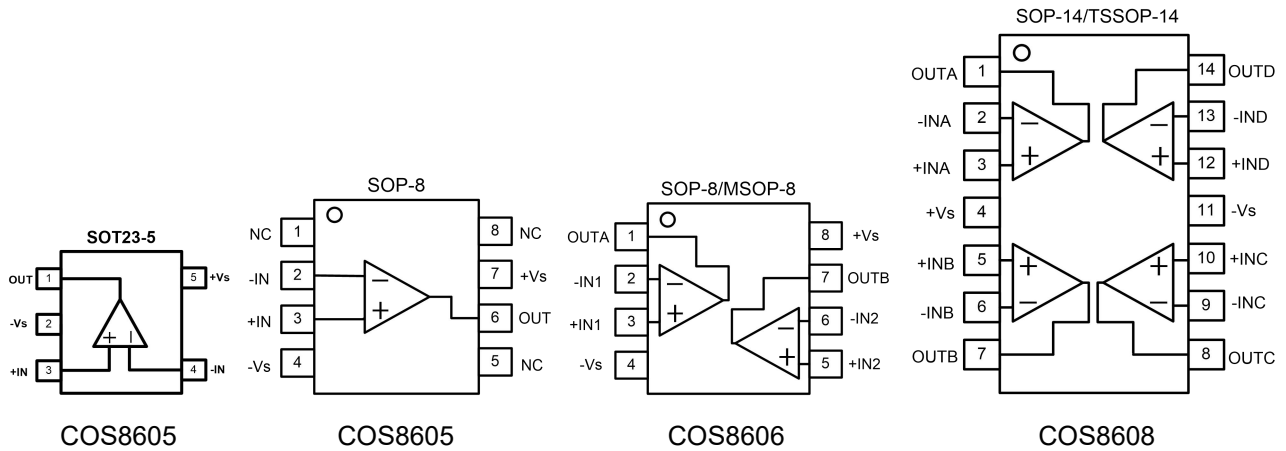 SOT23-5
OUT 1
5 +Vs
-Vs 2
+IN 3
4 -IN
+
−
COS8605
SOP-8
NC 1
8 NC
-IN 2
7 +Vs
+IN 3
6 OUT
-Vs 4
5 NC
−
+
COS8605
SOP-8/MSOP-8
OUTA 1
8 +Vs
-IN1 2
7 OUTB
+IN1 3
6 -IN2
-Vs 4
5 +IN2
−
+
−
+
COS8606
SOP-14/TSSOP-14
OUTA 1
14 OUTD
-INA 2
13 -IND
+INA 3
12 +IND
+Vs 4
11 -Vs
+INB 5
10 +INC
-INB 6
9 -INC
OUTB 7
8 OUTC
−
+
−
+
+
−
+
−
COS8608